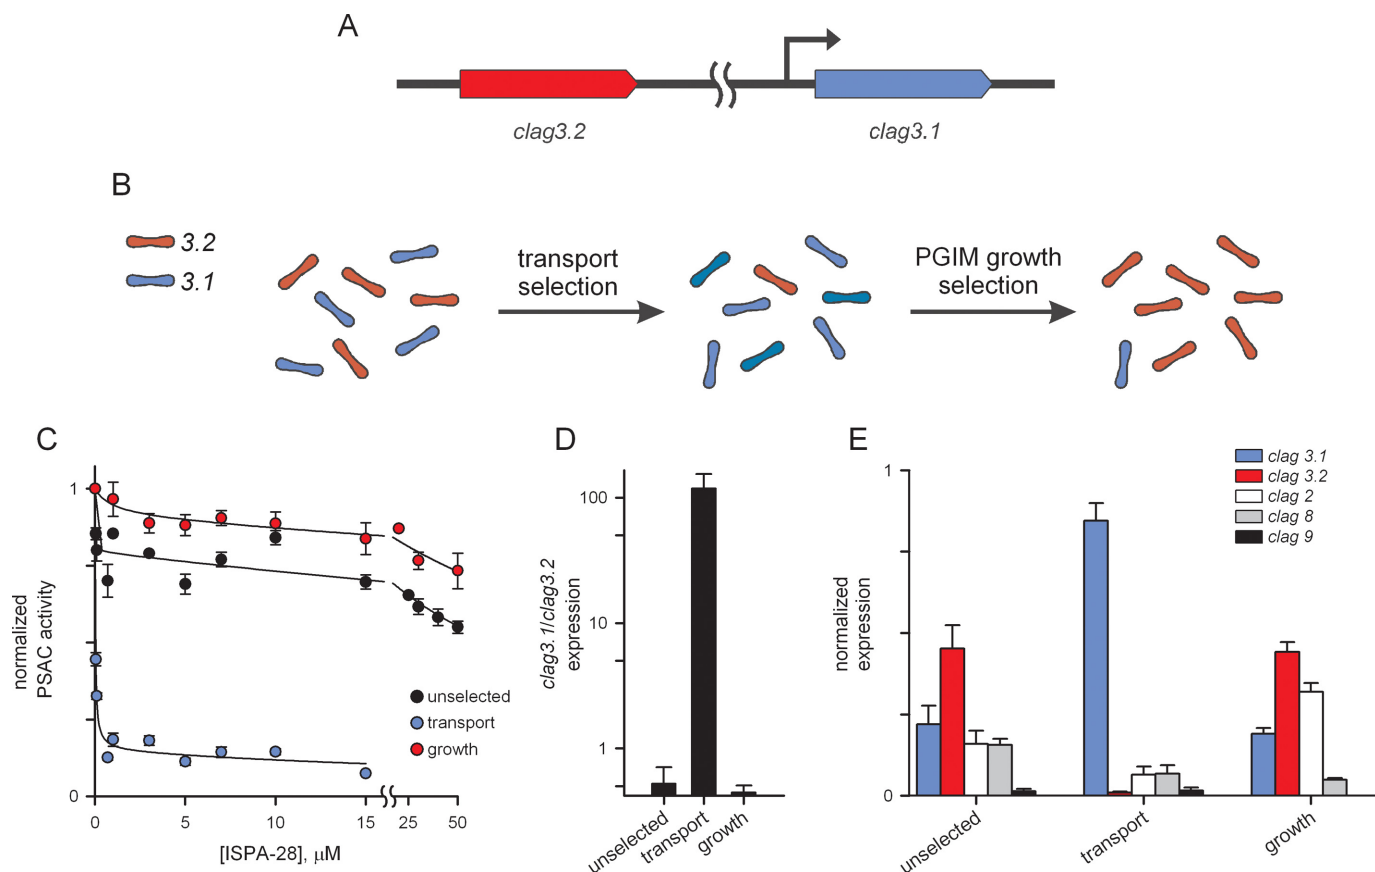 A
clag3.2
clag3.1
B
3.2
3.1
transport
selection
PGIM growth
selection
C
normalized
PSAC activity
1
0
0
5
10
15
25
50
[ISPA-28], μM
unselected
transport
growth
D
clag3.1/clag3.2
expression
100
10
1
unselected
transport
growth
E
normalized
expression
1
0
clag 3.1
clag 3.2
clag 2
clag 8
clag 9
unselected
transport
growth